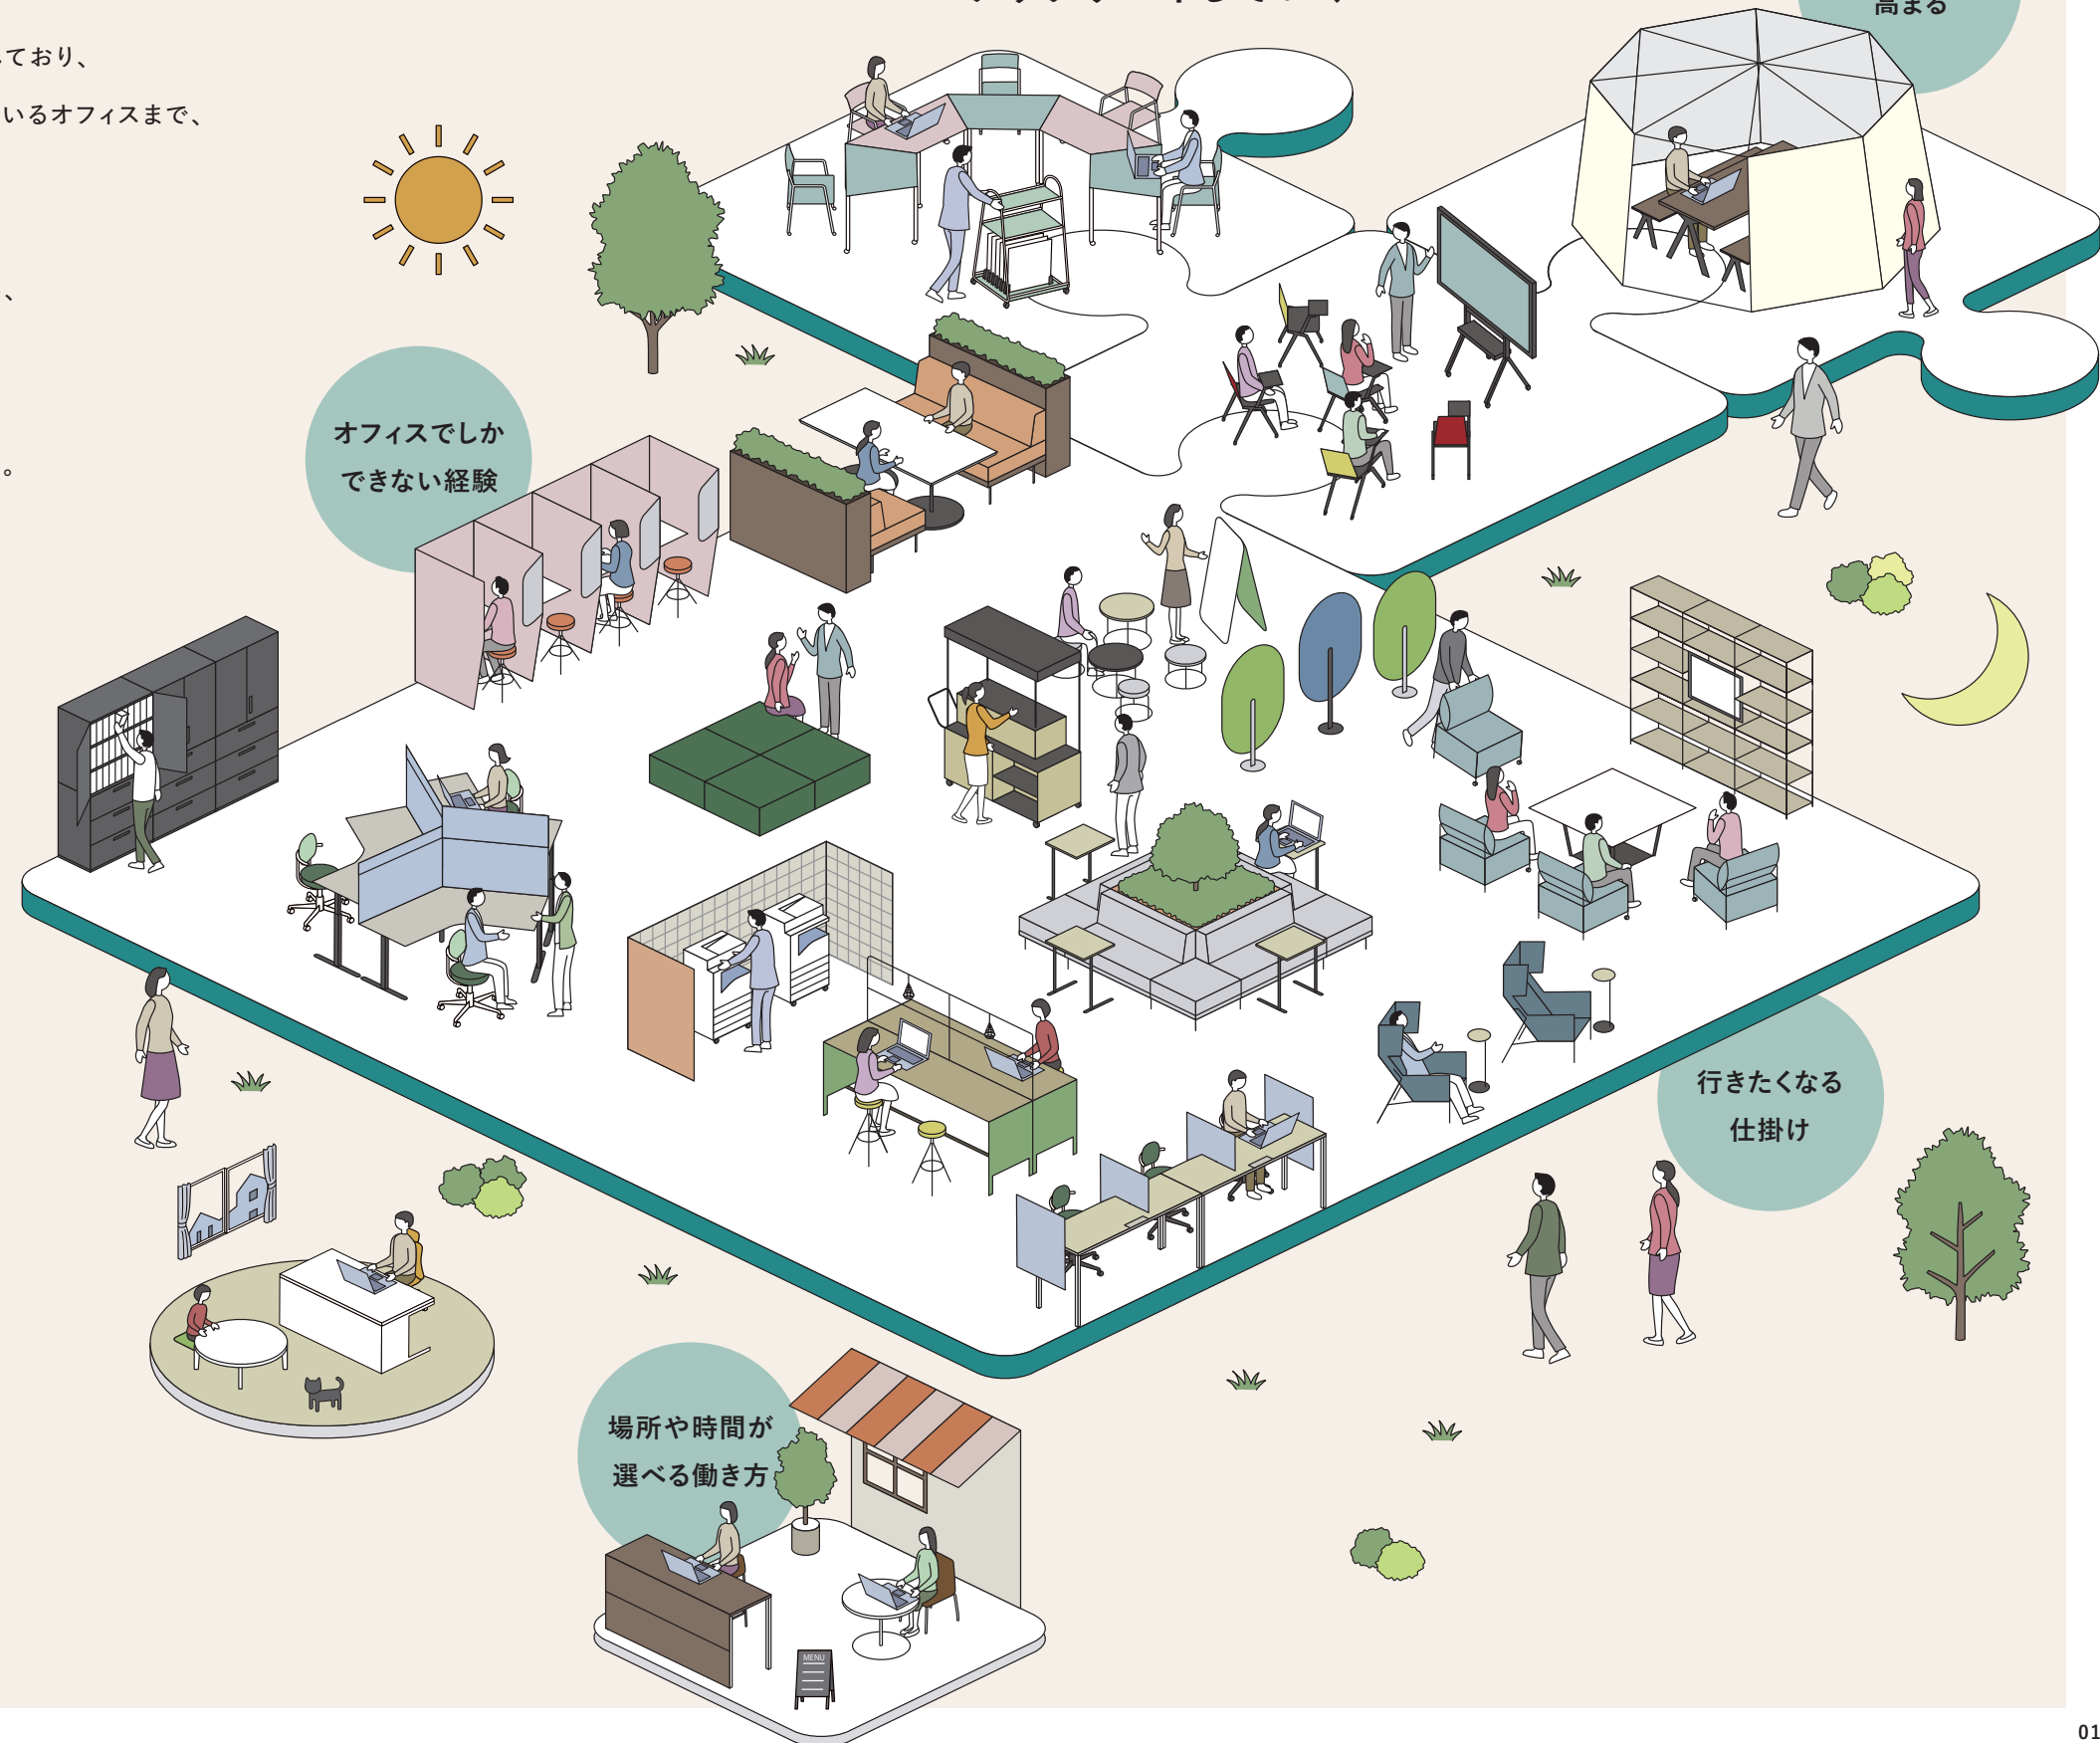 高まる
ており、
いるオフィスまで、
、
。
オフィスでしか
できない経験
行きたくなる
仕掛け
場所や時間が
選べる働き方
MENU
01